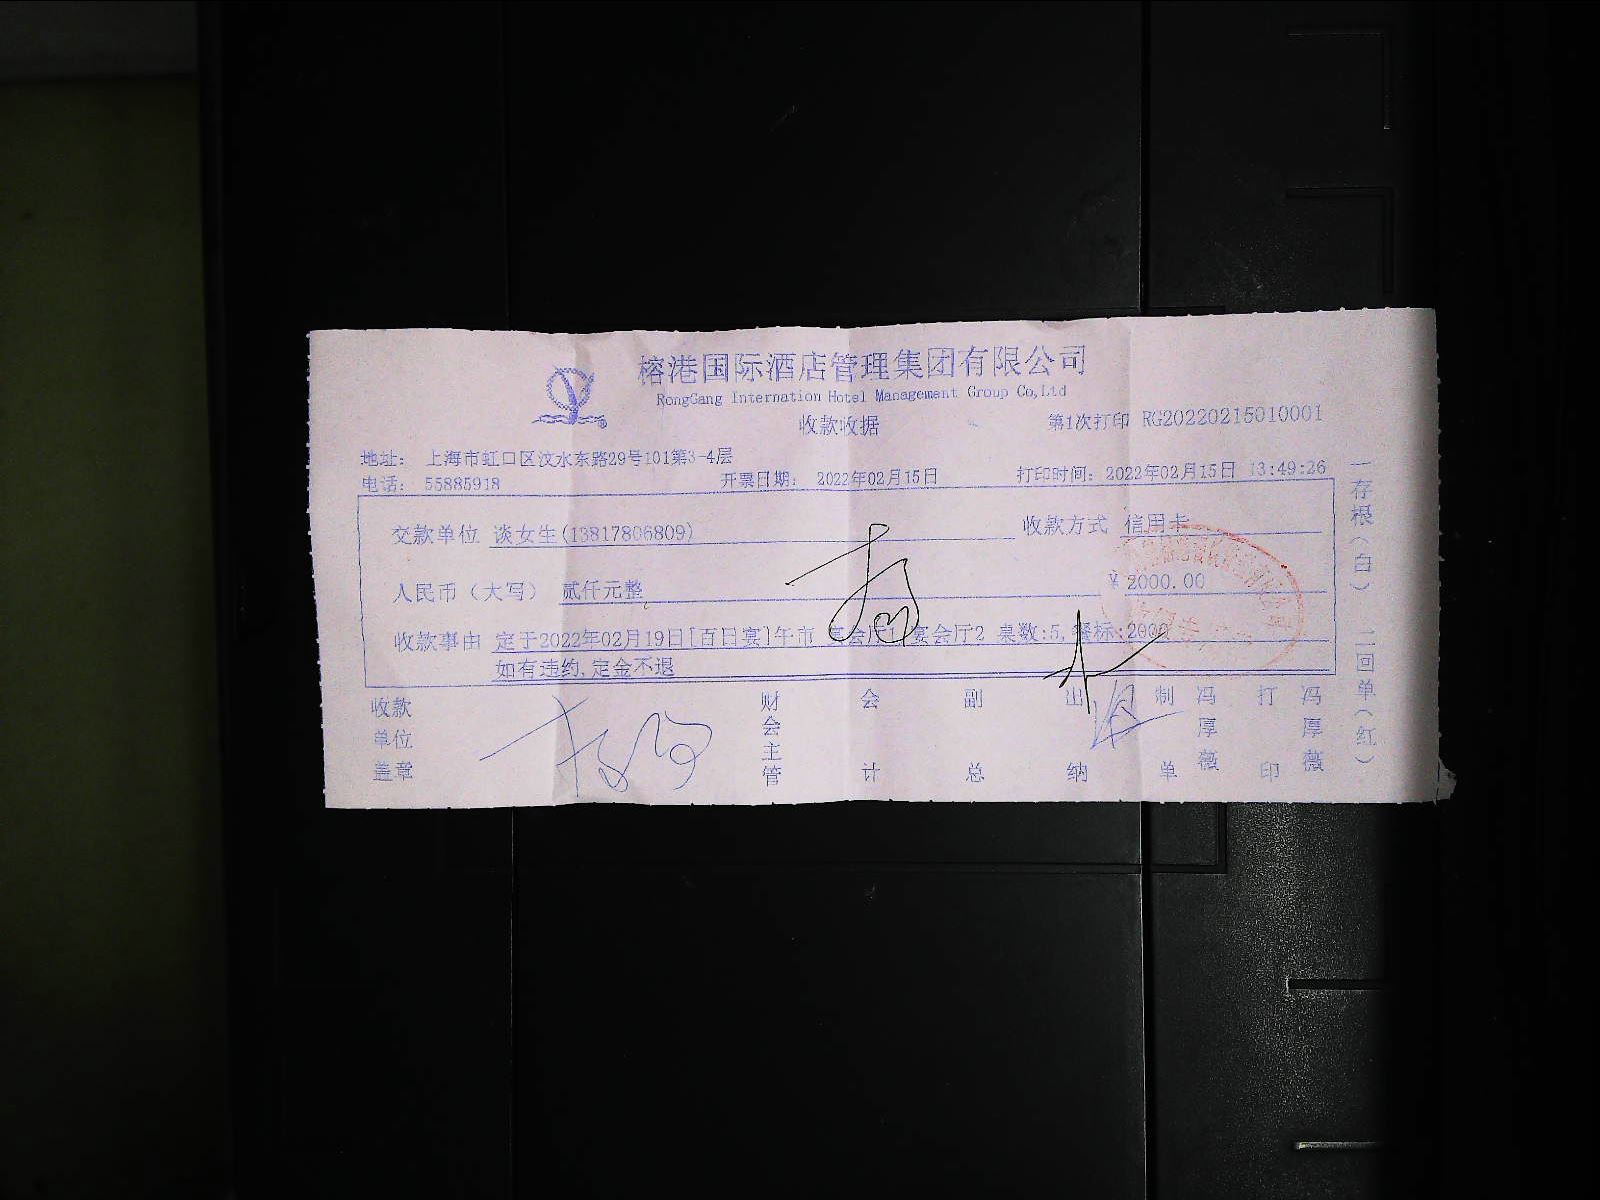 榕港国际酒店管理集团有限公司
RongGang Internation Hotel Management Group Co,Ltd
收款收据
第1次打印 RG20220215010001
地址： 上海市虹口区汶水东路29号101第3-4层
电话： 55885918 开票日期： 2022年02月15日 打印时间：2022年02月15日 13:49:26
交款单位 谈女生(13817806809) 收款方式 信用卡
人民币（大写） 贰仟元整 ￥2000.00
收款事由 定于2022年02月19日[百日宴]午市 宴会厅1,宴会厅2 桌数:5,餐标:2000
如有违约,定金不退
收款单位盖章 财会主管 会计 副总 出纳 制单 冯厚薇 打印 冯厚薇
一存根（白） 二回单（红）